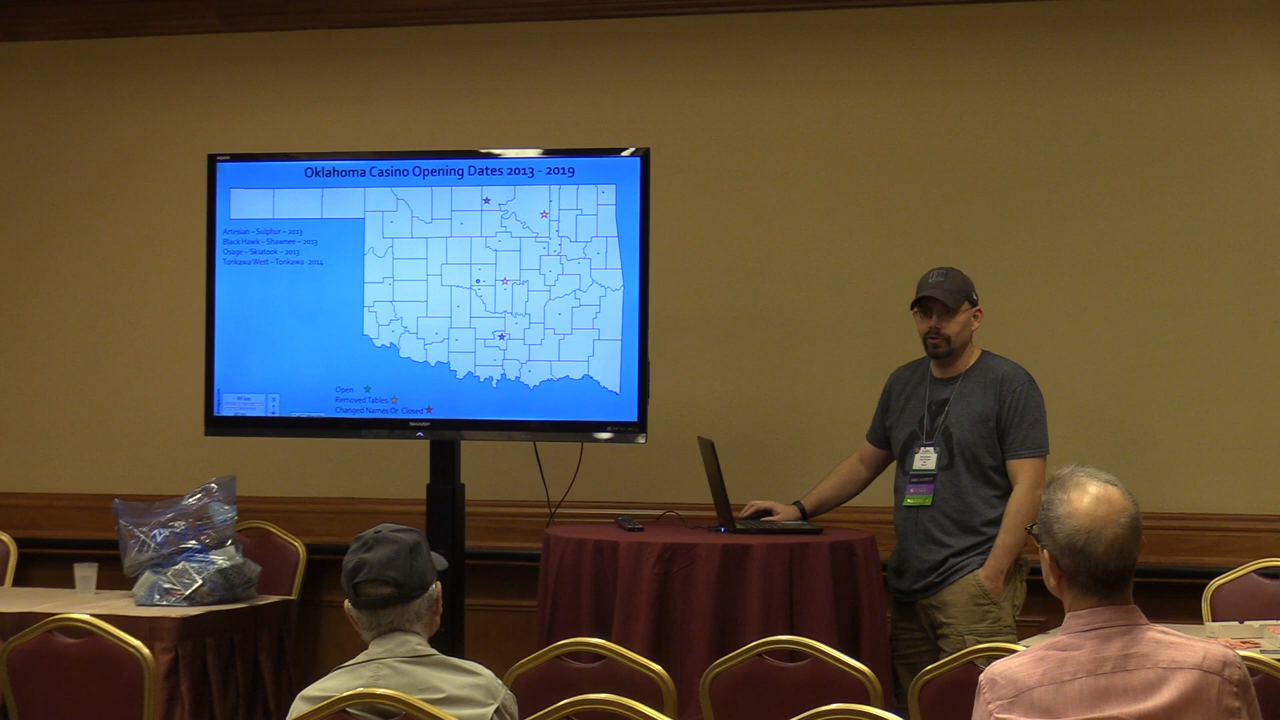 Oklahoma Casino Opening Dates 2013 - 2019
Artesian – Sulphur – 2013
Black Hawk – Shawnee – 2013
Osage – Skiatook – 2013
Tonkawa West – Tonkawa - 2014
Open
Removed Tables
Changed Names Or Closed
SHARP